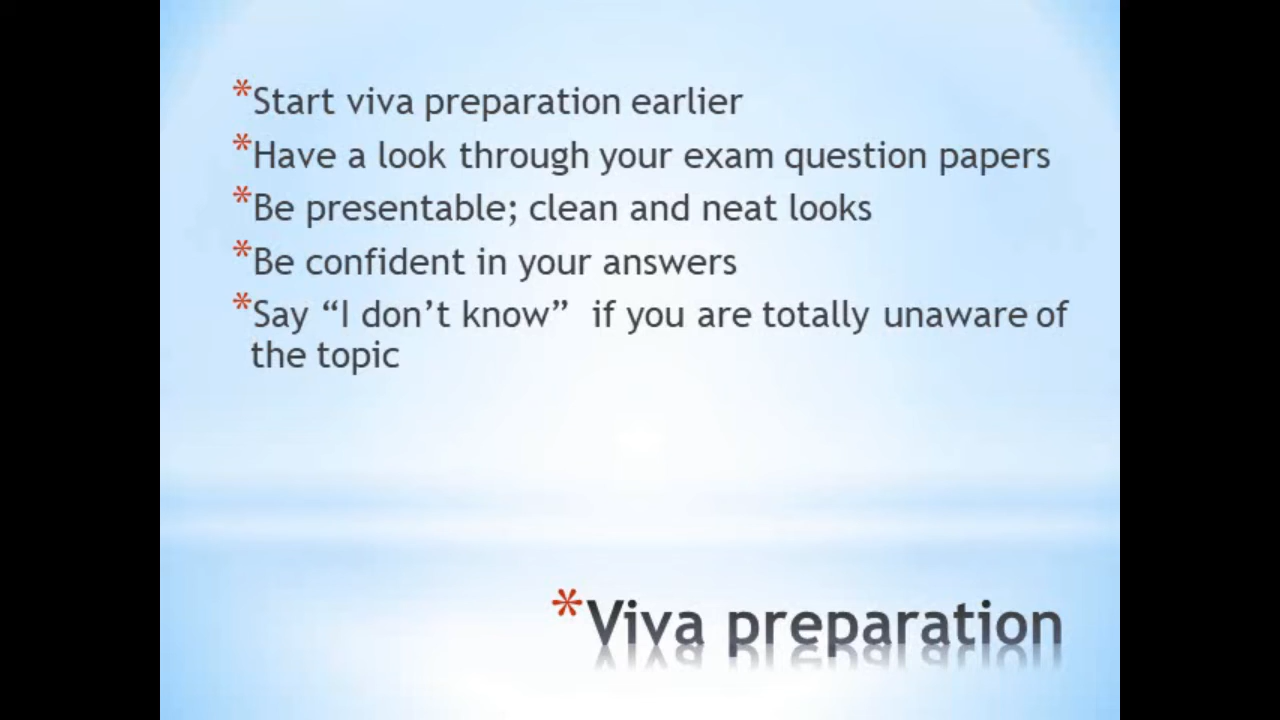 *Start viva preparation earlier
*Have a look through your exam question papers
*Be presentable; clean and neat looks
*Be confident in your answers
*Say “I don’t know”  if you are totally unaware of
the topic
*Viva preparation